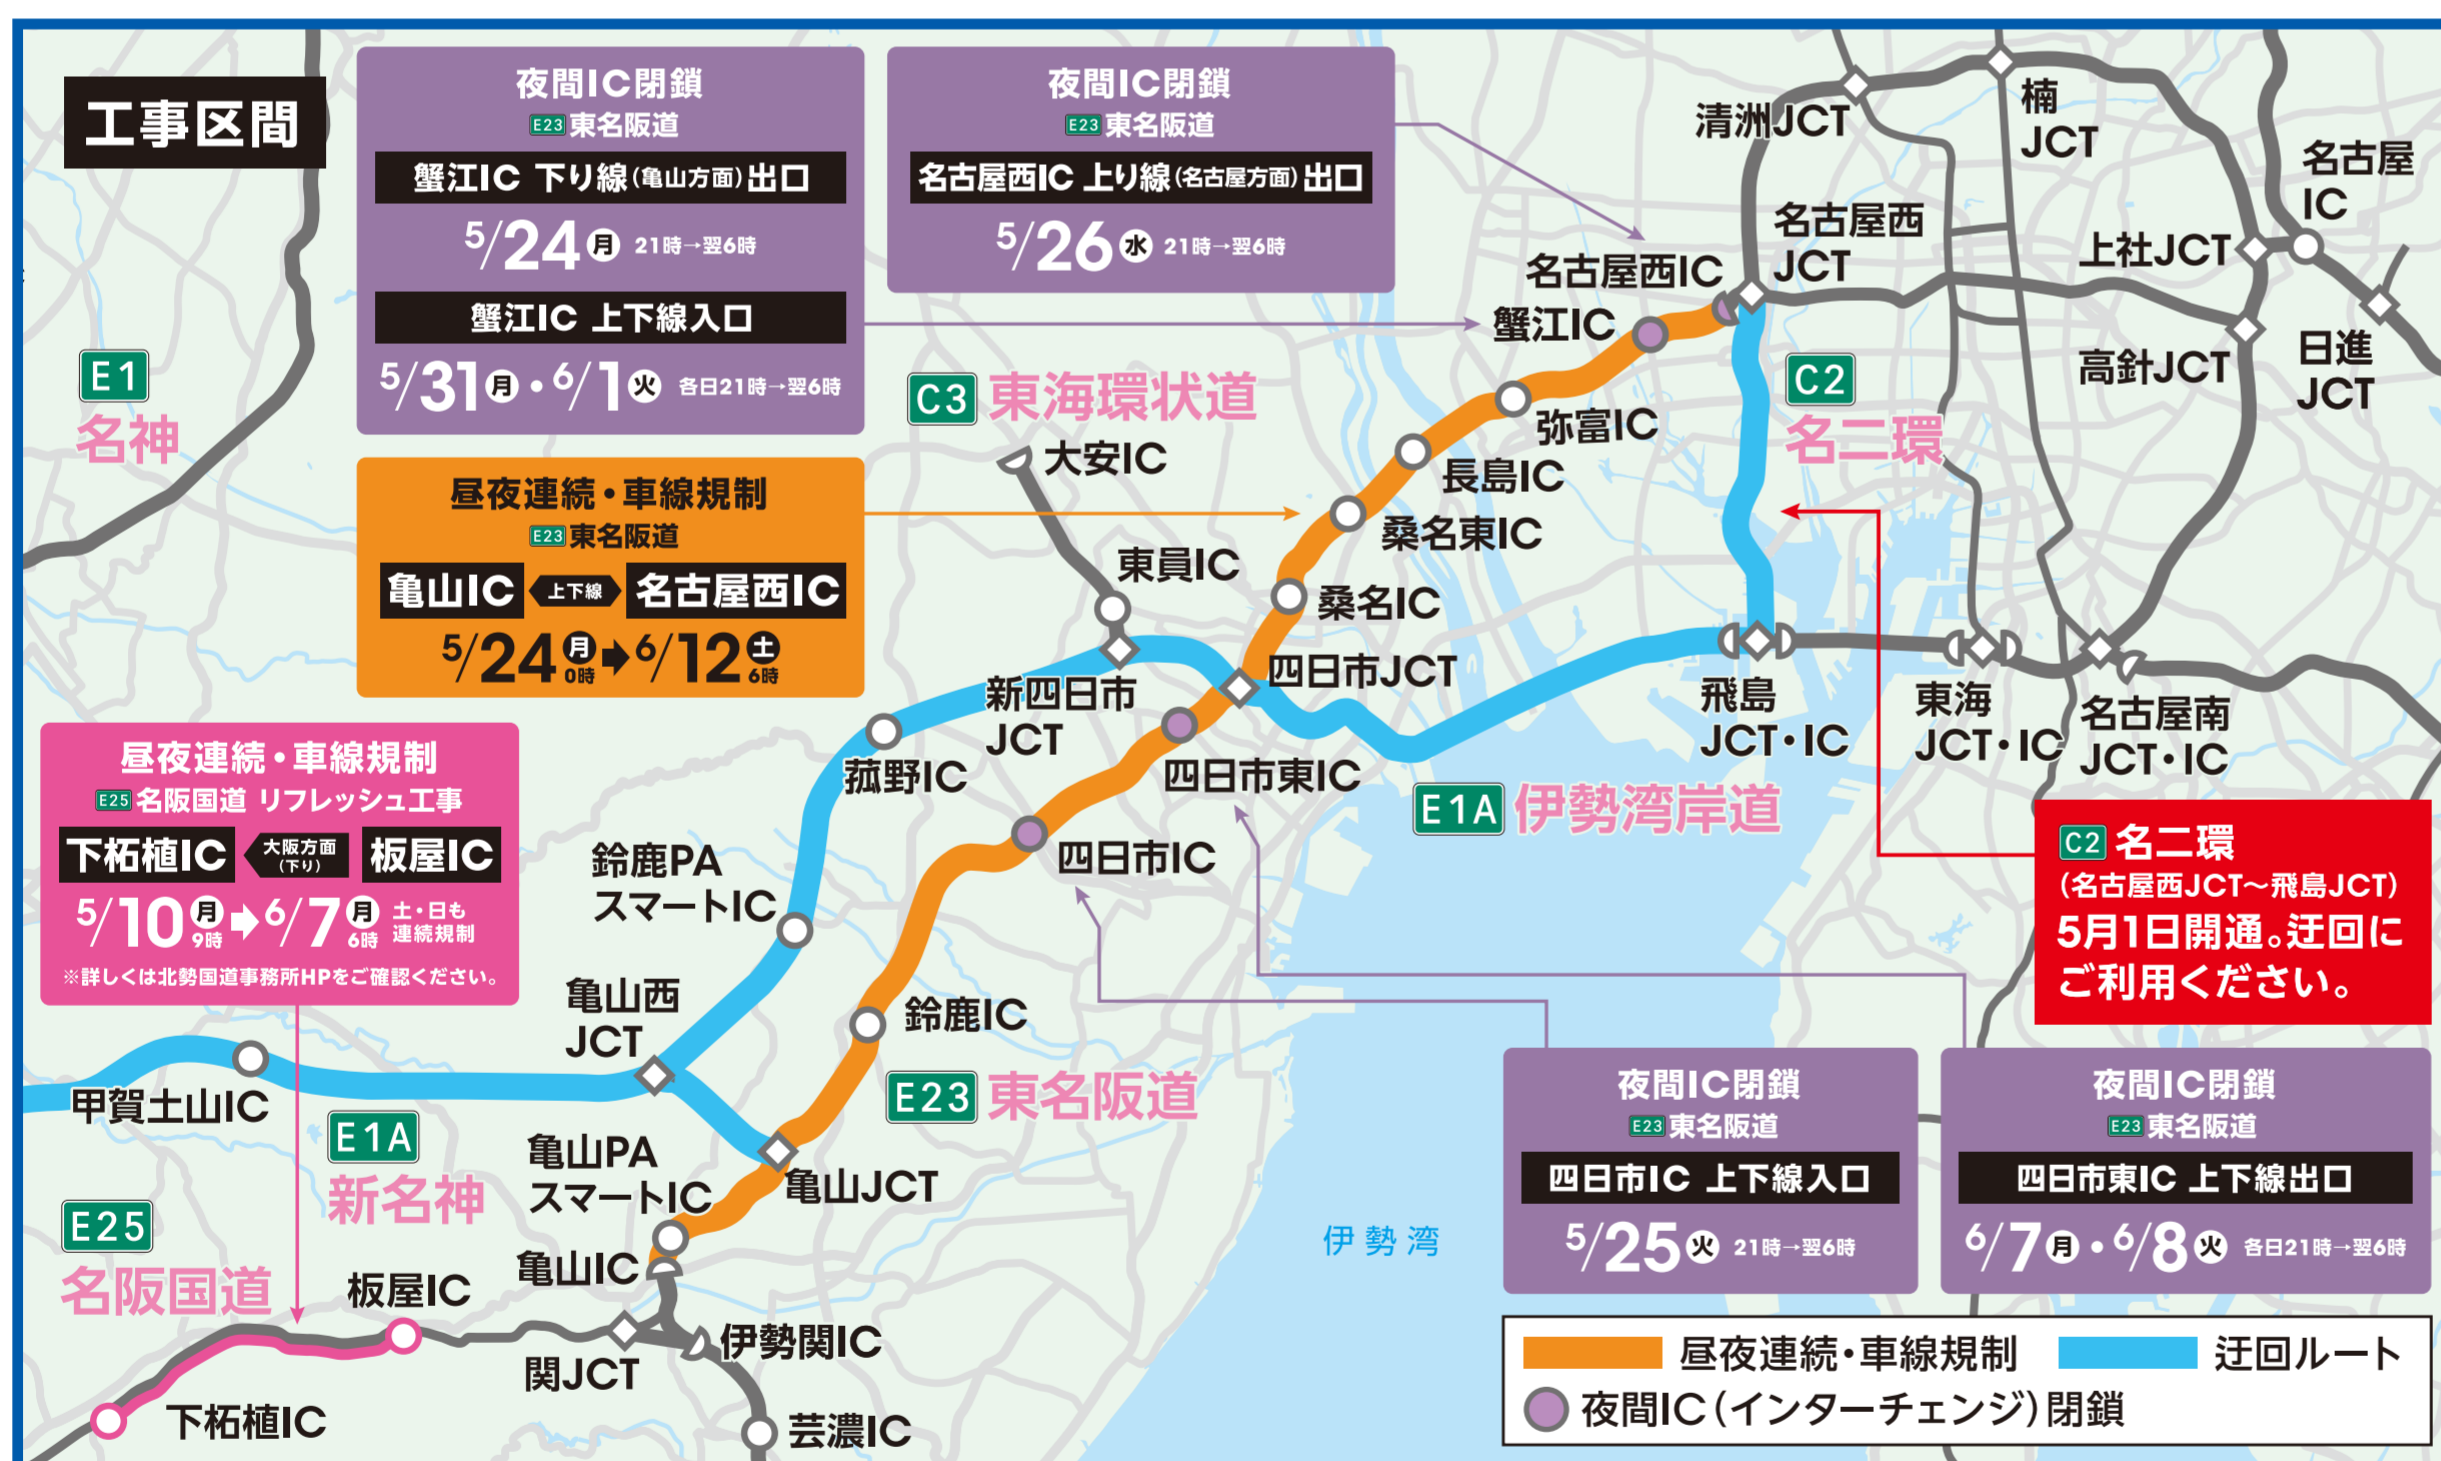 工事区間
夜間IC閉鎖
E23 東名阪道
蟹江IC 下り線(亀山方面)出口
5/24月 21時→翌6時
蟹江IC 上下線入口
5/31月・6/1火 各日21時→翌6時
夜間IC閉鎖
E23 東名阪道
名古屋西IC 上り線(名古屋方面)出口
5/26水 21時→翌6時
清洲JCT
楠
JCT
名古屋
IC
名古屋西
JCT
上社JCT
名古屋西IC
蟹江IC
高針JCT
日進
JCT
E1
名神
C3 東海環状道
C2
名二環
弥富IC
大安IC
長島IC
桑名東IC
昼夜連続・車線規制
E23 東名阪道
亀山IC 上下線 名古屋西IC
5/24月0時➡6/12土6時
東員IC
桑名IC
四日市JCT
新四日市
JCT
飛島
JCT・IC
東海
JCT・IC
名古屋南
JCT・IC
菰野IC
四日市東IC
E1A 伊勢湾岸道
四日市IC
昼夜連続・車線規制
E25 名阪国道 リフレッシュ工事
下柘植IC 大阪方面(下り) 板屋IC
5/10月9時➡6/7月6時 土・日も連続規制
※詳しくは北勢国道事務所HPをご確認ください。
鈴鹿PA
スマートIC
C2 名二環
(名古屋西JCT～飛島JCT)
5月1日開通。迂回に
ご利用ください。
亀山西
JCT
鈴鹿IC
甲賀土山IC
E1A
新名神
E23 東名阪道
亀山PA
スマートIC
亀山JCT
E25
名阪国道
亀山IC
板屋IC
関JCT
伊勢関IC
下柘植IC
芸濃IC
伊勢湾
夜間IC閉鎖
E23 東名阪道
四日市IC 上下線入口
5/25火 21時→翌6時
夜間IC閉鎖
E23 東名阪道
四日市東IC 上下線出口
6/7月・6/8火 各日21時→翌6時
昼夜連続・車線規制
迂回ルート
夜間IC(インターチェンジ)閉鎖